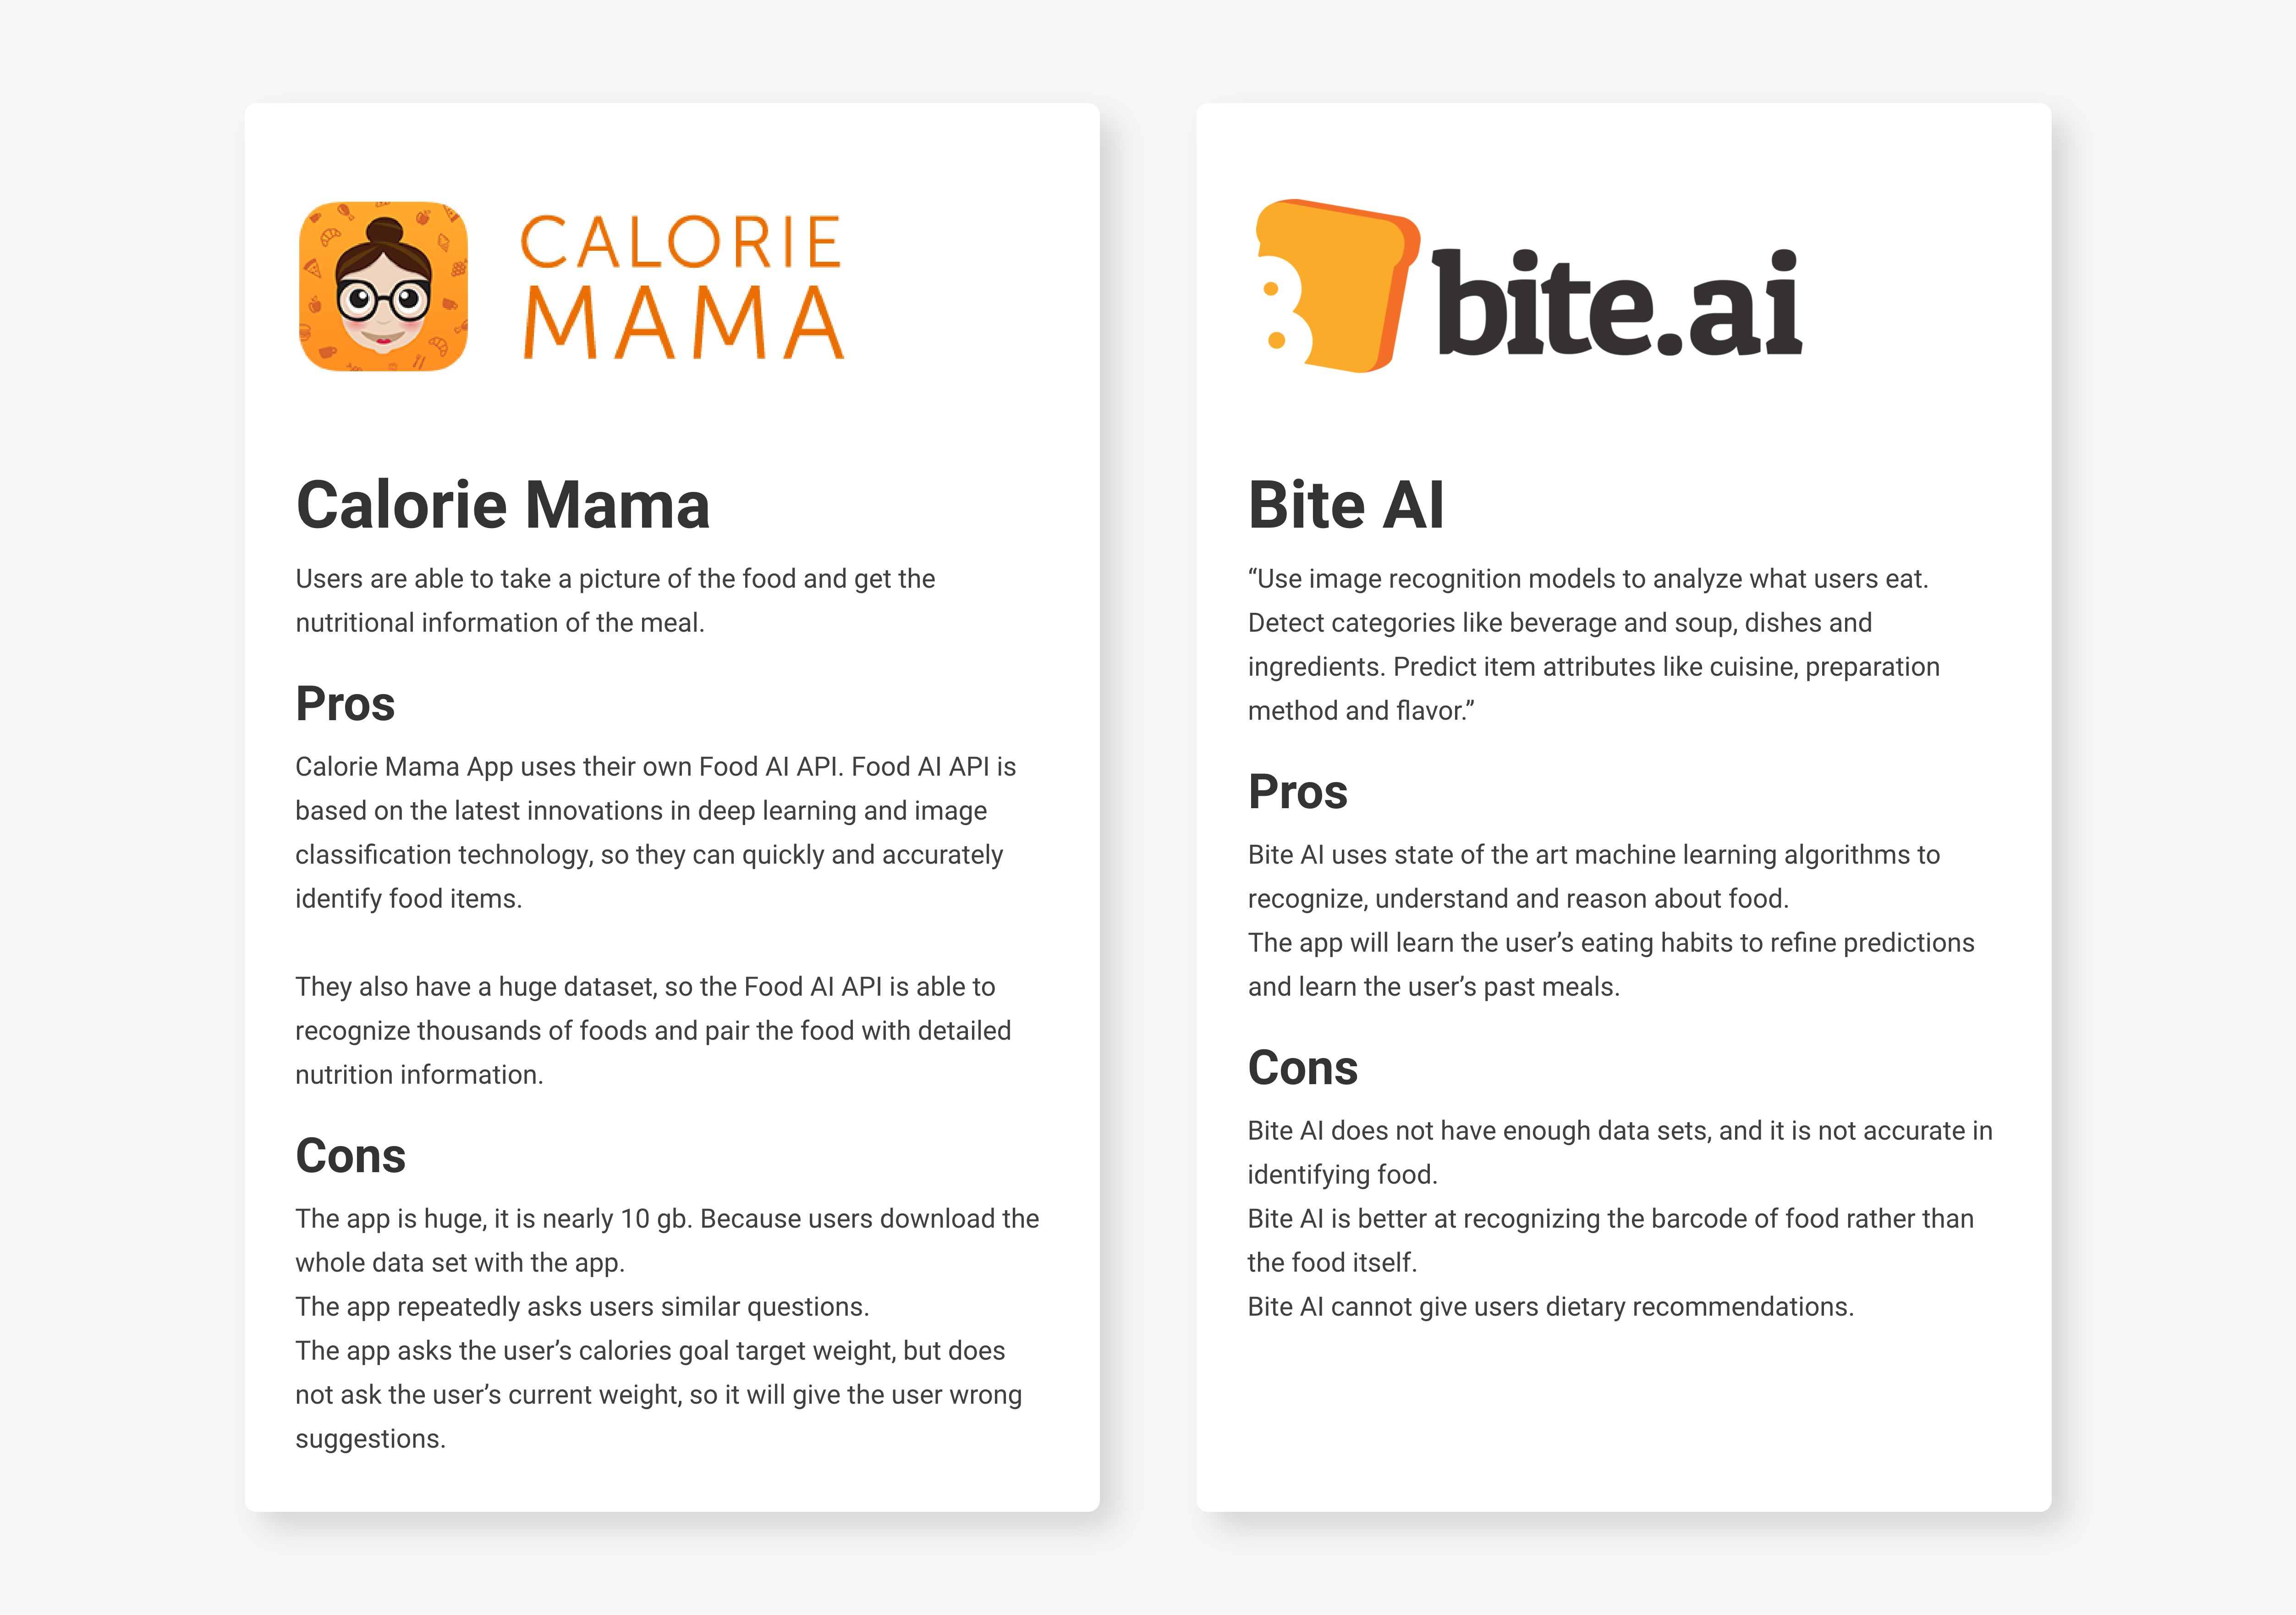 CALORIE
MAMA
Calorie Mama
Users are able to take a picture of the food and get the
nutritional information of the meal.
Pros
Calorie Mama App uses their own Food AI API. Food AI API is
based on the latest innovations in deep learning and image
classification technology, so they can quickly and accurately
identify food items.
They also have a huge dataset, so the Food AI API is able to
recognize thousands of foods and pair the food with detailed
nutrition information.
Cons
The app is huge, it is nearly 10 gb. Because users download the
whole data set with the app.
The app repeatedly asks users similar questions.
The app asks the user’s calories goal target weight, but does
not ask the user’s current weight, so it will give the user wrong
suggestions.
bite.ai
Bite AI
“Use image recognition models to analyze what users eat.
Detect categories like beverage and soup, dishes and
ingredients. Predict item attributes like cuisine, preparation
method and flavor.”
Pros
Bite AI uses state of the art machine learning algorithms to
recognize, understand and reason about food.
The app will learn the user’s eating habits to refine predictions
and learn the user’s past meals.
Cons
Bite AI does not have enough data sets, and it is not accurate in
identifying food.
Bite AI is better at recognizing the barcode of food rather than
the food itself.
Bite AI cannot give users dietary recommendations.